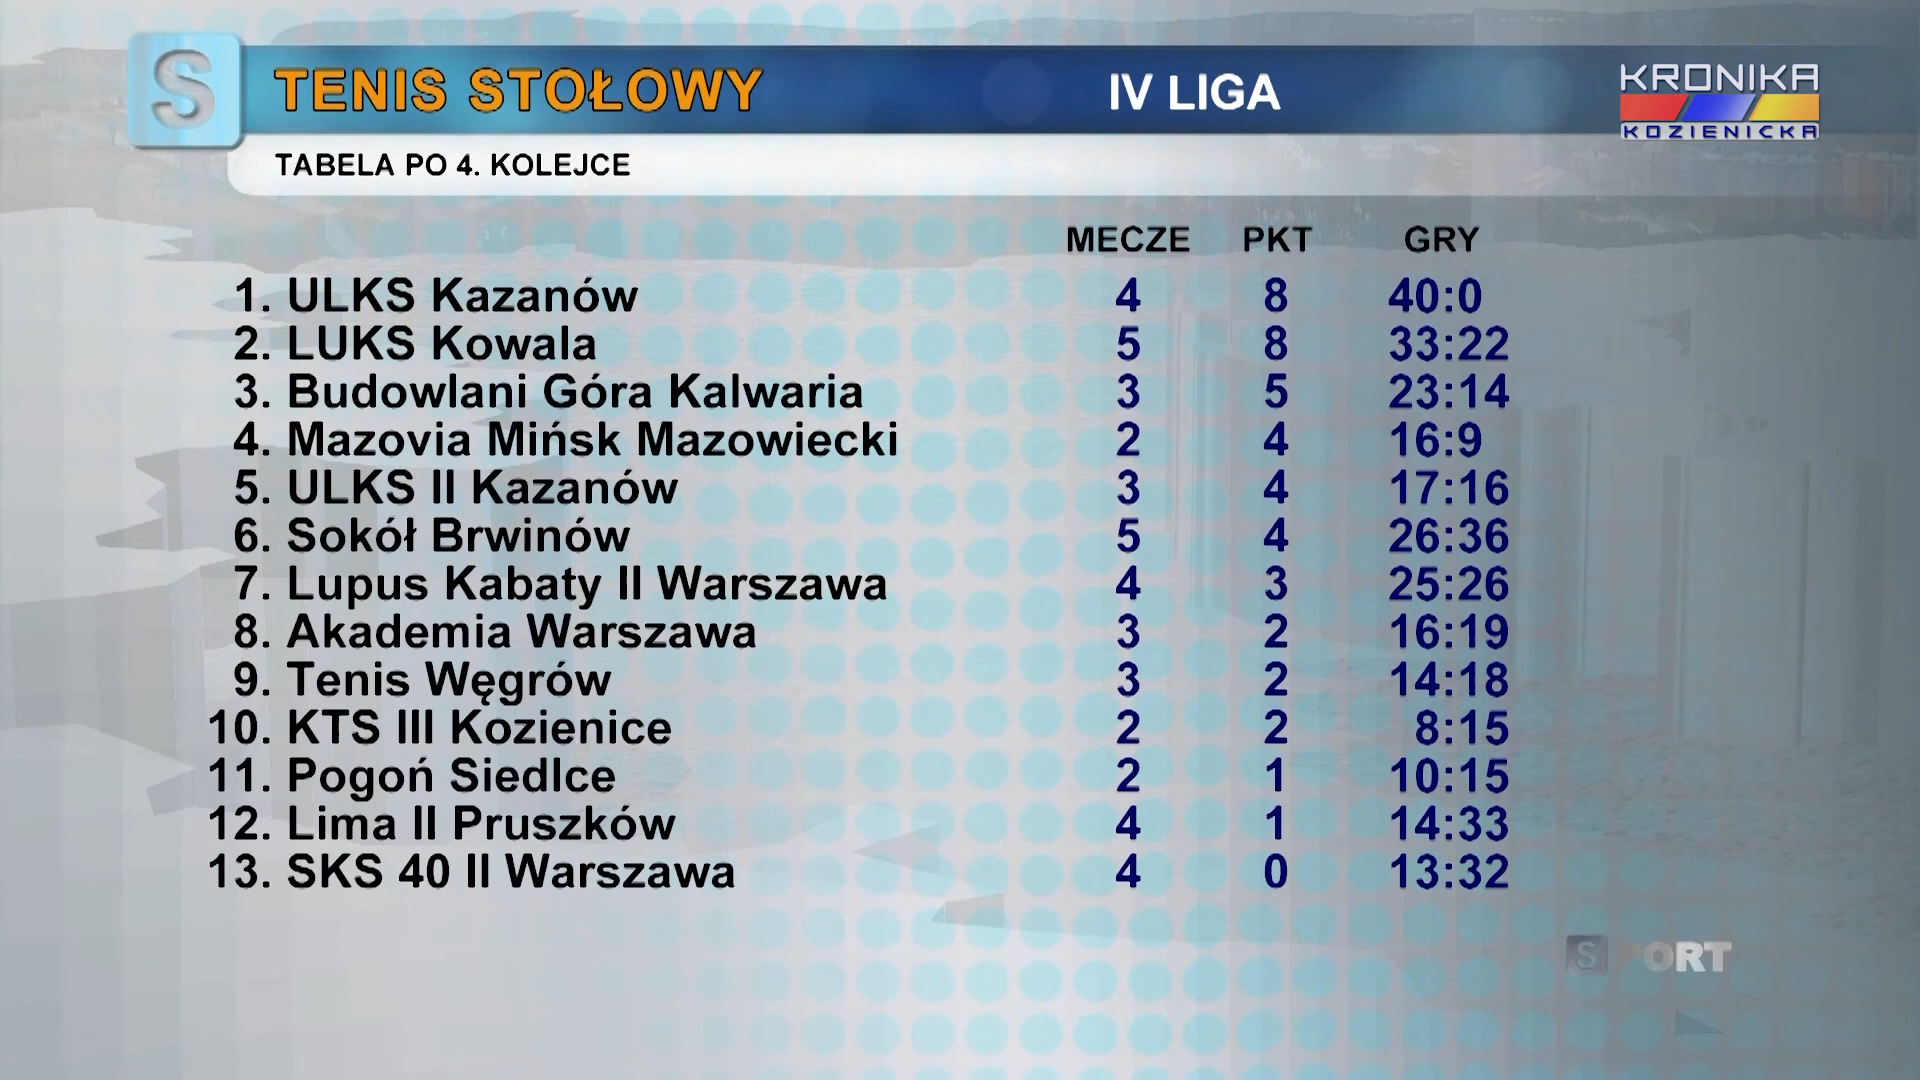 S TENIS STOŁOWY IV LIGA
KRONIKA
KOZIENICKA
TABELA PO 4. KOLEJCE
MECZE PKT GRY
1. ULKS Kazanów 4 8 40:0
2. LUKS Kowala 5 8 33:22
3. Budowlani Góra Kalwaria 3 5 23:14
4. Mazovia Mińsk Mazowiecki 2 4 16:9
5. ULKS II Kazanów 3 4 17:16
6. Sokół Brwinów 5 4 26:36
7. Lupus Kabaty II Warszawa 4 3 25:26
8. Akademia Warszawa 3 2 16:19
9. Tenis Węgrów 3 2 14:18
10. KTS III Kozienice 2 2 8:15
11. Pogoń Siedlce 2 1 10:15
12. Lima II Pruszków 4 1 14:33
13. SKS 40 II Warszawa 4 0 13:32
SPORT